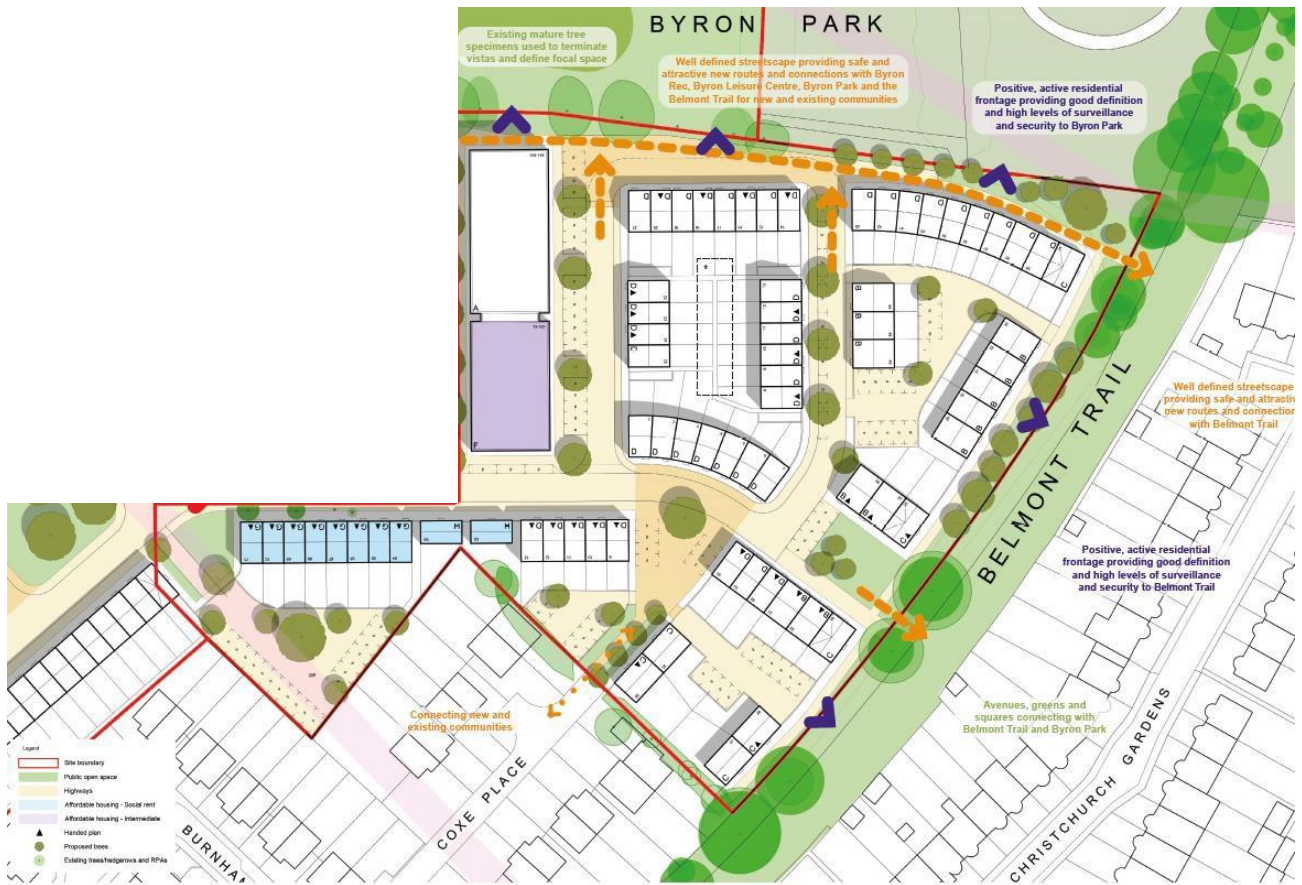 BYRON PARK
Existing mature tree
specimens used to terminate
vistas and define focal space
Well defined streetscape providing safe and
attractive new routes and connections with Byron
Rec, Byron Leisure Centre, Byron Park and the
Belmont Trail for new and existing communities
Positive, active residential
frontage providing good definition
and high levels of surveillance
and security to Byron Park
D D D D D D D D
D D D D D D D D C
A
F
D
D
D
C
D
D
D
D
D
D
B
B
B
B
B
B
B
D D D D D D D
B B C
BELMONT TRAIL
Well defined streetscape
providing safe and attractiv
new routes and connection
with Belmont Trail
Positive, active residential
frontage providing good definition
and high levels of surveillance
and security to Belmont Trail
G G G G G G G G
H H
D D D D D
D D D B B C
C C
C C
Connecting new and
existing communities
Avenues, greens and
squares connecting with
Belmont Trail and Byron Park
COXE PLACE
CHRISTCHURCH GARDENS
BURNHAM
Legend
Site boundary
Public open space
Highways
Affordable housing - Social rent
Affordable housing - Intermediate
Handed plan
Proposed trees
Existing trees/hedgerows and RPAs